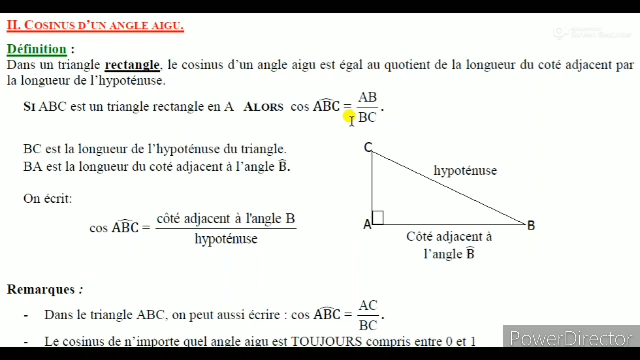 II. COSINUS D'UN ANGLE AIGU.
Définition :
Dans un triangle rectangle, le cosinus d'un angle aigu est égal au quotient de la longueur du coté adjacent par
la longueur de l'hypoténuse.
SI ABC est un triangle rectangle en A ALORS cos ABC = AB/BC.
BC est la longueur de l'hypoténuse du triangle.
BA est la longueur du coté adjacent à l'angle B̂.
On écrit:
cos ABC = côté adjacent à l'angle B / hypoténuse
C
hypoténuse
A
B
Côté adjacent à
l'angle B̂
Remarques :
- Dans le triangle ABC, on peut aussi écrire : cos ABC = AC/BC.
- Le cosinus de n'importe quel angle aigu est TOUJOURS compris entre 0 et 1
PowerDirector